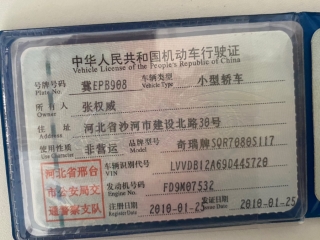 中华人民共和国机动车行驶证
Vehicle License of the People's Republic of China
号牌号码 Plate No. 冀EPB908 车辆类型 Vehicle Type 小型轿车
所有人 Owner 张权威
住址 Address 河北省沙河市建设北路30号
使用性质 Use Character 非营运 品牌型号 Model 奇瑞牌SQR7080S117
车辆识别代号 VIN LVVDB12A69D445720
发动机号码 Engine No. FD9M07532
注册日期 Register Date 2010-01-25 发证日期 Issue Date 2010-01-25
河北省邢台
市公安局交
通警察支队